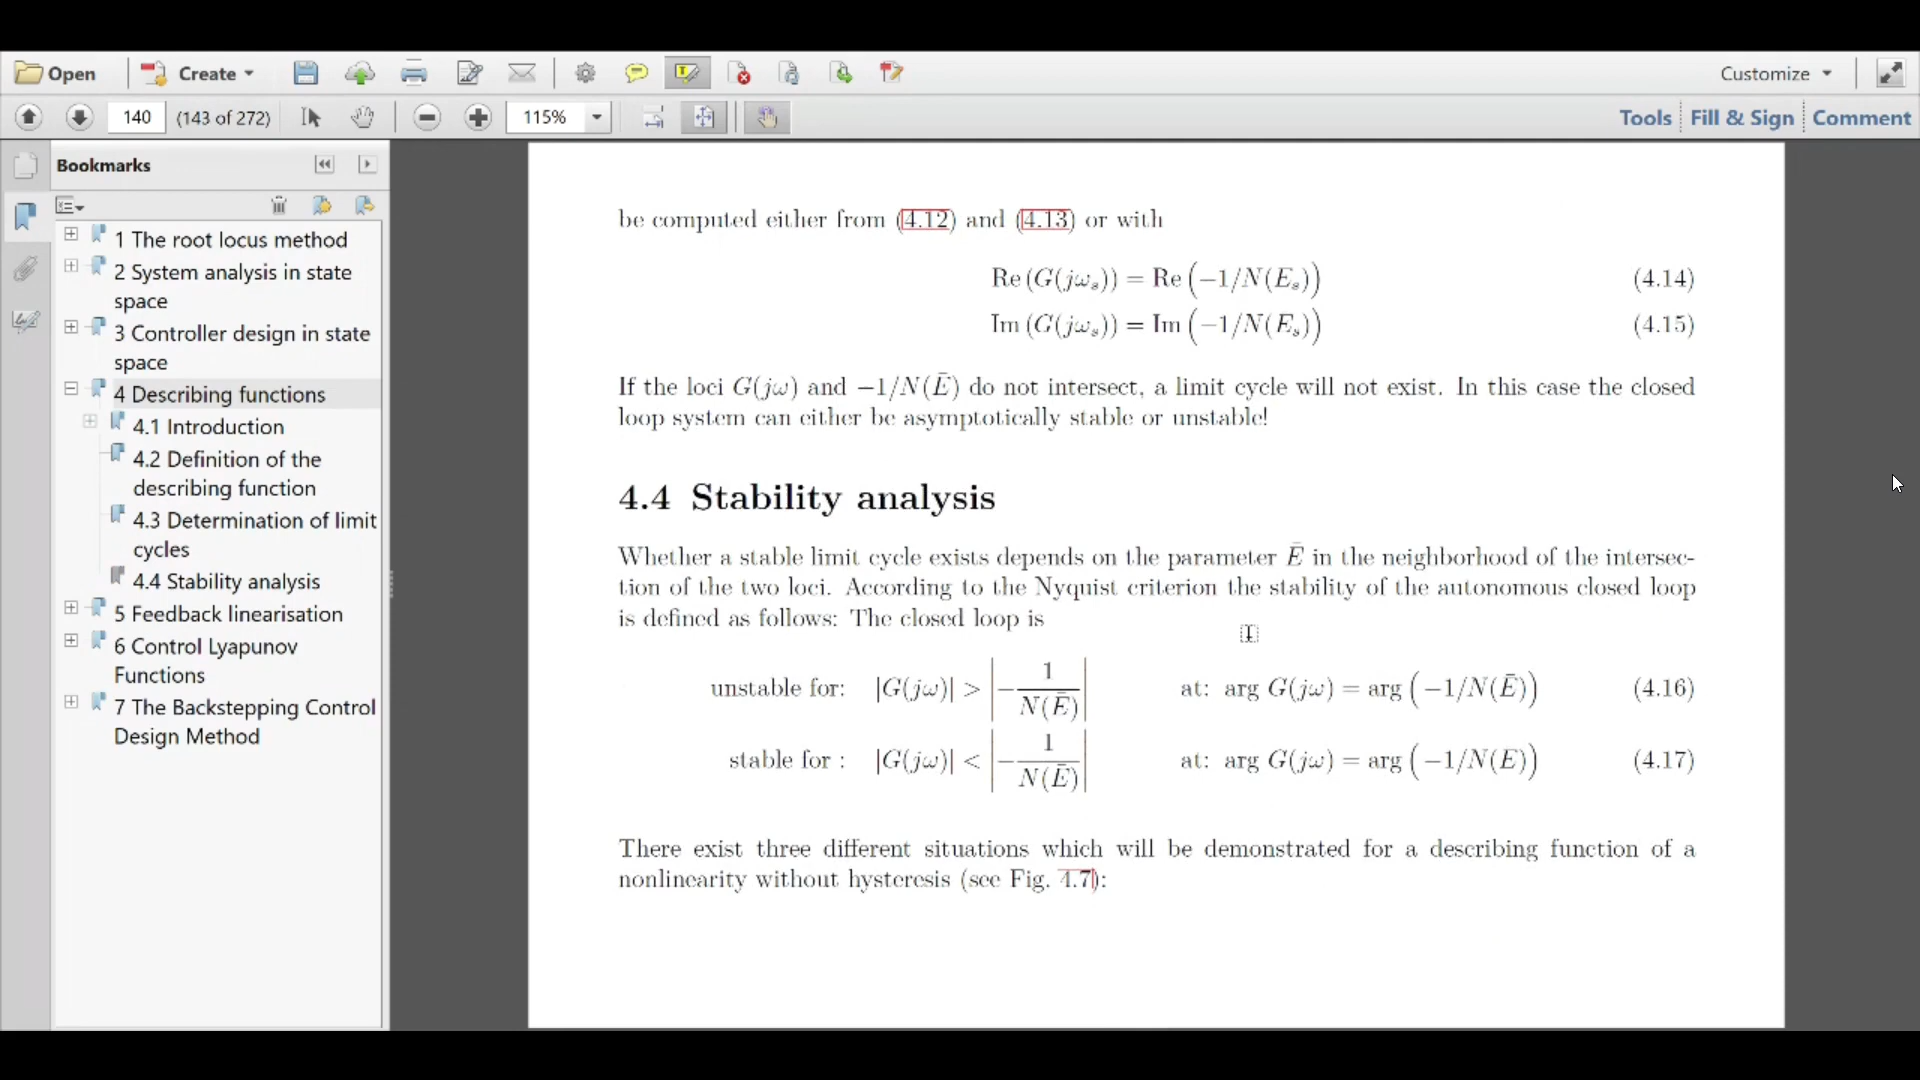 Open Create Customize
140 (143 of 272) 115% Tools Fill & Sign Comment
Bookmarks
1 The root locus method
2 System analysis in state
space
3 Controller design in state
space
4 Describing functions
4.1 Introduction
4.2 Definition of the
describing function
4.3 Determination of limit
cycles
4.4 Stability analysis
5 Feedback linearisation
6 Control Lyapunov
Functions
7 The Backstepping Control
Design Method
be computed either from (4.12) and (4.13) or with
Re (G(jωₛ)) = Re (−1/N(Eₛ)) (4.14)
Im (G(jωₛ)) = Im (−1/N(Eₛ)) (4.15)
If the loci G(jω) and −1/N(Ē) do not intersect, a limit cycle will not exist. In this case the closed
loop system can either be asymptotically stable or unstable!
4.4 Stability analysis
Whether a stable limit cycle exists depends on the parameter Ē in the neighborhood of the intersec-
tion of the two loci. According to the Nyquist criterion the stability of the autonomous closed loop
is defined as follows: The closed loop is
unstable for: |G(jω)| > |−1/N(Ē)| at: arg G(jω) = arg (−1/N(Ē)) (4.16)
stable for : |G(jω)| < |−1/N(Ē)| at: arg G(jω) = arg (−1/N(E)) (4.17)
There exist three different situations which will be demonstrated for a describing function of a
nonlinearity without hysteresis (see Fig. 4.7):